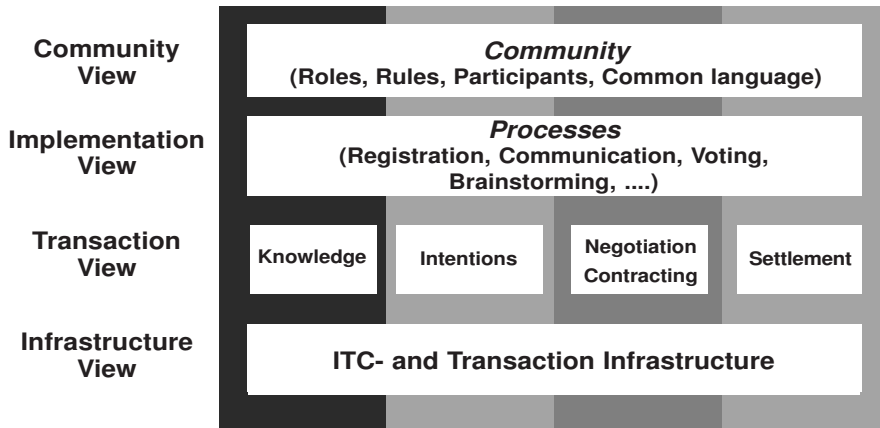 Community
View
Community
(Roles, Rules, Participants, Common language)
Implementation
View
Processes
(Registration, Communication, Voting,
Brainstorming, ....)
Transaction
View
Knowledge
Intentions
Negotiation
Contracting
Settlement
Infrastructure
View
ITC- and Transaction Infrastructure